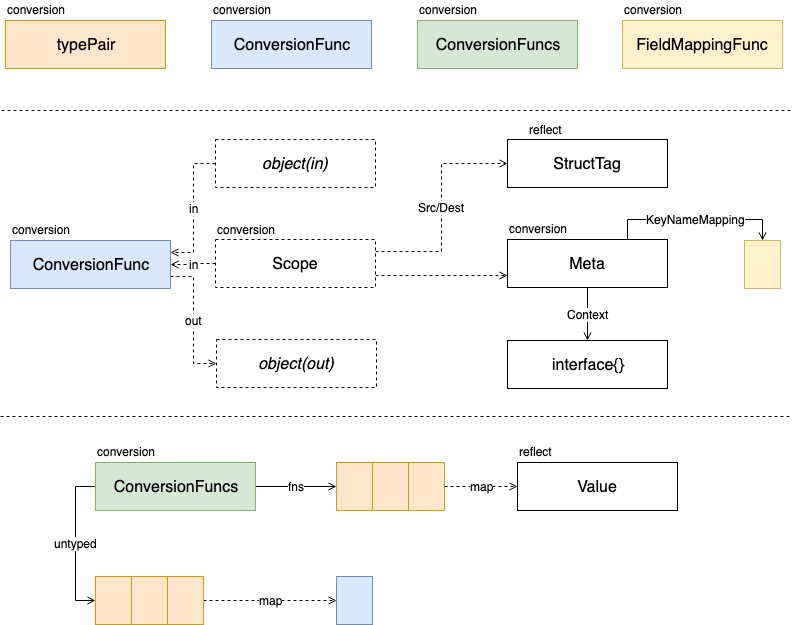 conversion
typePair
conversion
ConversionFunc
conversion
ConversionFuncs
conversion
FieldMappingFunc
object(in)
reflect
StructTag
in
Src/Dest
conversion
ConversionFunc
in
conversion
Scope
conversion
Meta
KeyNameMapping
out
Context
object(out)
interface{}
conversion
ConversionFuncs
fns
map
reflect
Value
untyped
map